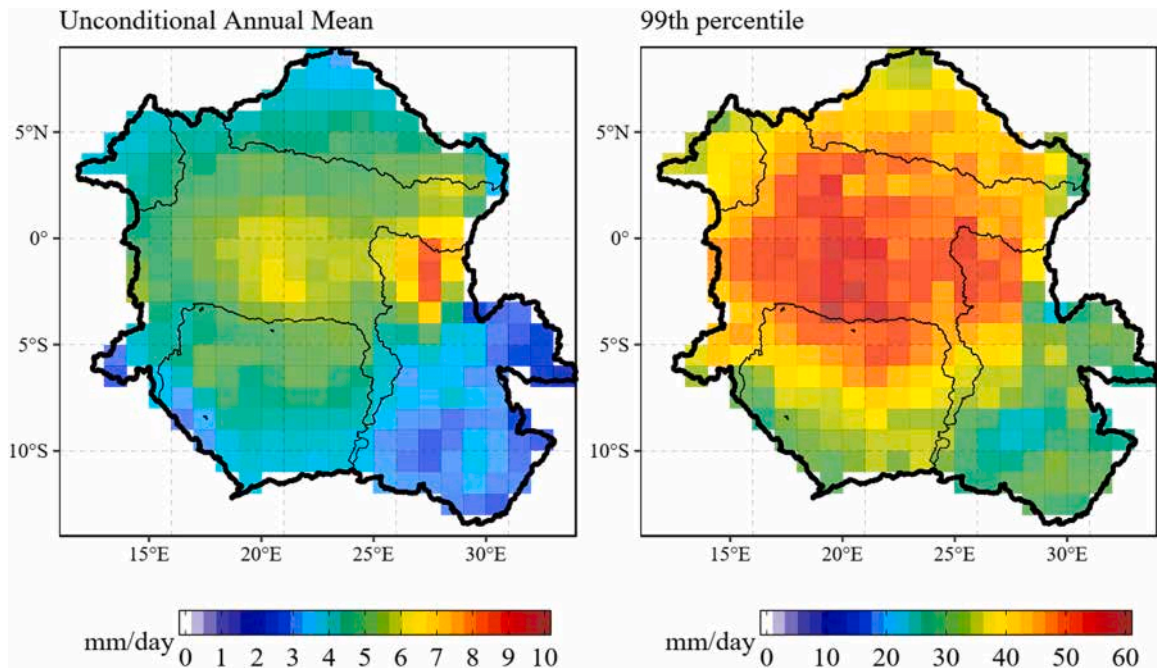 Unconditional Annual Mean
99th percentile
5°N
0°
5°S
10°S
15°E 20°E 25°E 30°E
5°N
0°
5°S
10°S
15°E 20°E 25°E 30°E
mm/day
0 1 2 3 4 5 6 7 8 9 10
mm/day
0 10 20 30 40 50 60